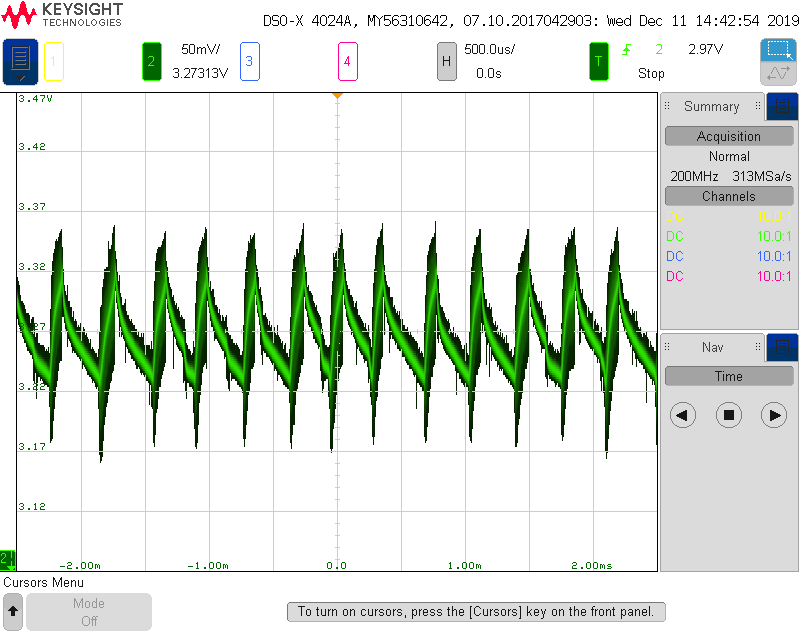 KEYSIGHT
TECHNOLOGIES
DSO-X 4024A, MY56310642, 07.10.2017042903: Wed Dec 11 14:42:54 2019
1
2
50mV/
3.27313V
3
4
H
500.0us/
0.0s
T
2
2.97V
Stop
3.47V
3.42
3.37
3.32
3.27
3.22
3.17
3.12
2
-2.00m
-1.00m
0.0
1.00m
2.00ms
Summary
Acquisition
Normal
200MHz 313MSa/s
Channels
DC 10.0:1
DC 10.0:1
DC 10.0:1
DC 10.0:1
Nav
Time
Cursors Menu
Mode
Off
To turn on cursors, press the [Cursors] key on the front panel.